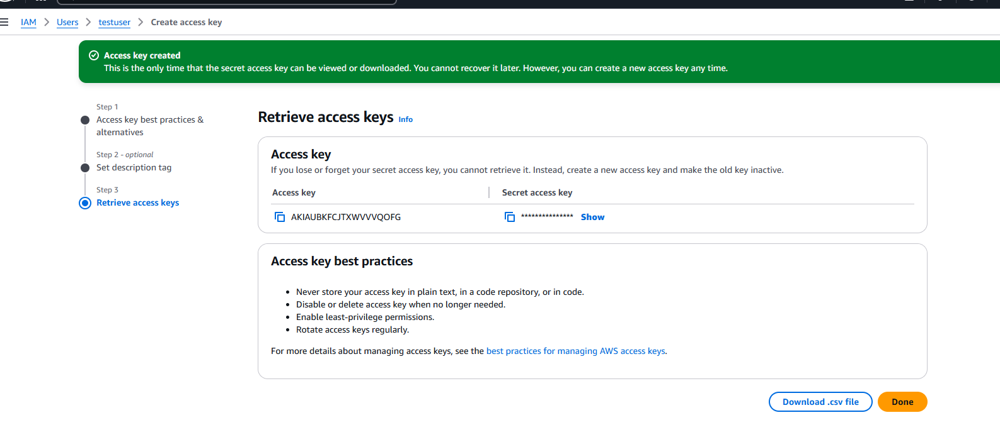 IAM > Users > testuser > Create access key
Access key created
This is the only time that the secret access key can be viewed or downloaded. You cannot recover it later. However, you can create a new access key any time.
Step 1
Access key best practices &
alternatives
Step 2 - optional
Set description tag
Step 3
Retrieve access keys
Retrieve access keys Info
Access key
If you lose or forget your secret access key, you cannot retrieve it. Instead, create a new access key and make the old key inactive.
Access key Secret access key
AKIAUBKFCJTXWVVVQOFG *************** Show
Access key best practices
• Never store your access key in plain text, in a code repository, or in code.
• Disable or delete access key when no longer needed.
• Enable least-privilege permissions.
• Rotate access keys regularly.
For more details about managing access keys, see the best practices for managing AWS access keys.
Download .csv file Done